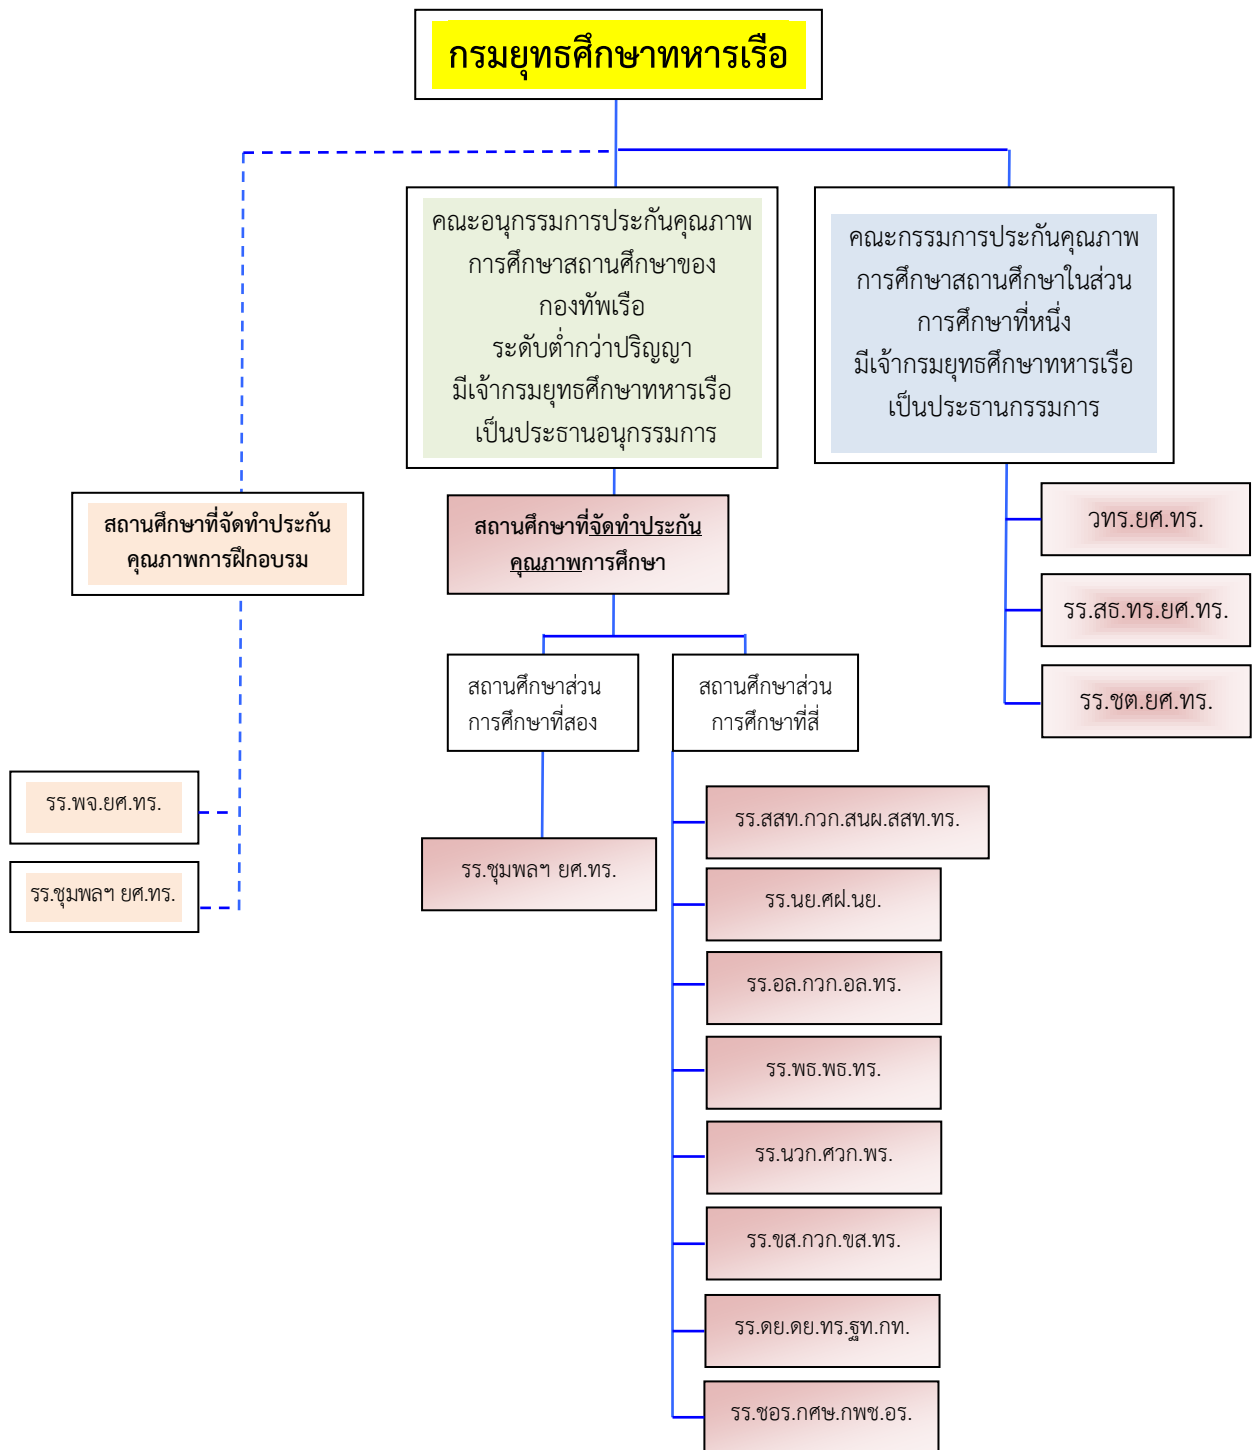 กรมยุทธศึกษาทหารเรือ
คณะอนุกรรมการประกันคุณภาพ
การศึกษาสถานศึกษาของ
กองทัพเรือ
ระดับต่ำกว่าปริญญา
มีเจ้ากรมยุทธศึกษาทหารเรือ
เป็นประธานอนุกรรมการ
คณะกรรมการประกันคุณภาพ
การศึกษาสถานศึกษาในส่วน
การศึกษาที่หนึ่ง
มีเจ้ากรมยุทธศึกษาทหารเรือ
เป็นประธานกรรมการ
สถานศึกษาที่จัดทำประกัน
คุณภาพการฝึกอบรม
สถานศึกษาที่จัดทำประกัน
คุณภาพการศึกษา
วทร.ยศ.ทร.
รร.สธ.ทร.ยศ.ทร.
รร.ชต.ยศ.ทร.
สถานศึกษาส่วน
การศึกษาที่สอง
สถานศึกษาส่วน
การศึกษาที่สี่
รร.พจ.ยศ.ทร.
รร.ชุมพลฯ ยศ.ทร.
รร.ชุมพลฯ ยศ.ทร.
รร.สสท.กวก.สนผ.สสท.ทร.
รร.นย.ศฝ.นย.
รร.อล.กวก.อล.ทร.
รร.พธ.พธ.ทร.
รร.นวก.ศวก.พร.
รร.ขส.กวก.ขส.ทร.
รร.ดย.ดย.ทร.ฐท.กท.
รร.ชอร.กศษ.กพช.อร.